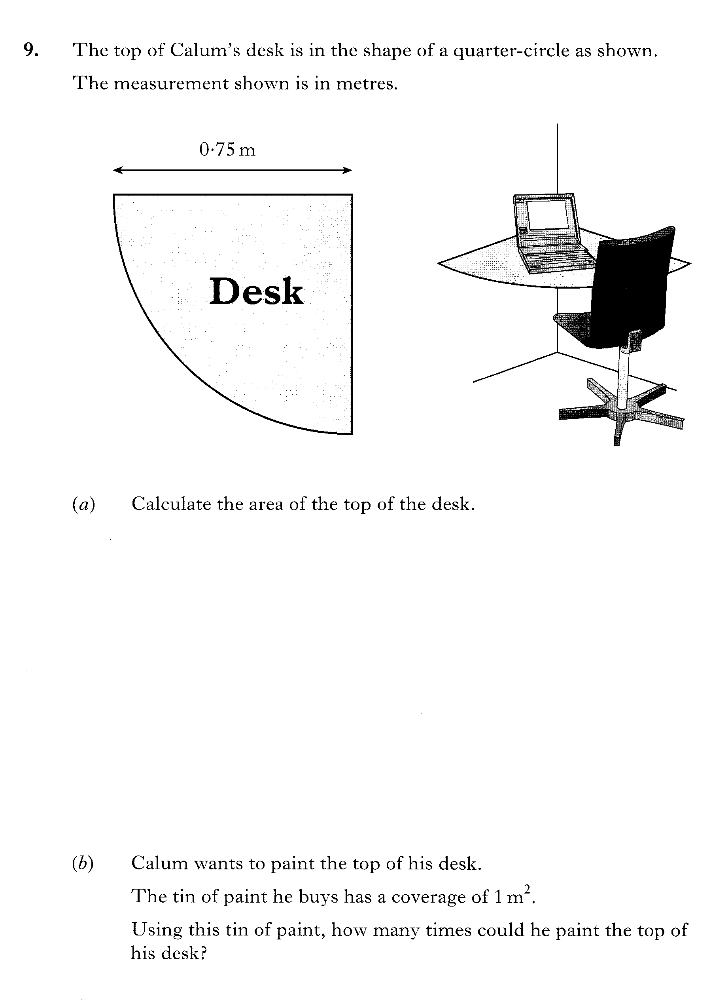 9. The top of Calum's desk is in the shape of a quarter-circle as shown.
The measurement shown is in metres.
0·75 m
Desk
(a) Calculate the area of the top of the desk.
(b) Calum wants to paint the top of his desk.
The tin of paint he buys has a coverage of 1 m².
Using this tin of paint, how many times could he paint the top of
his desk?